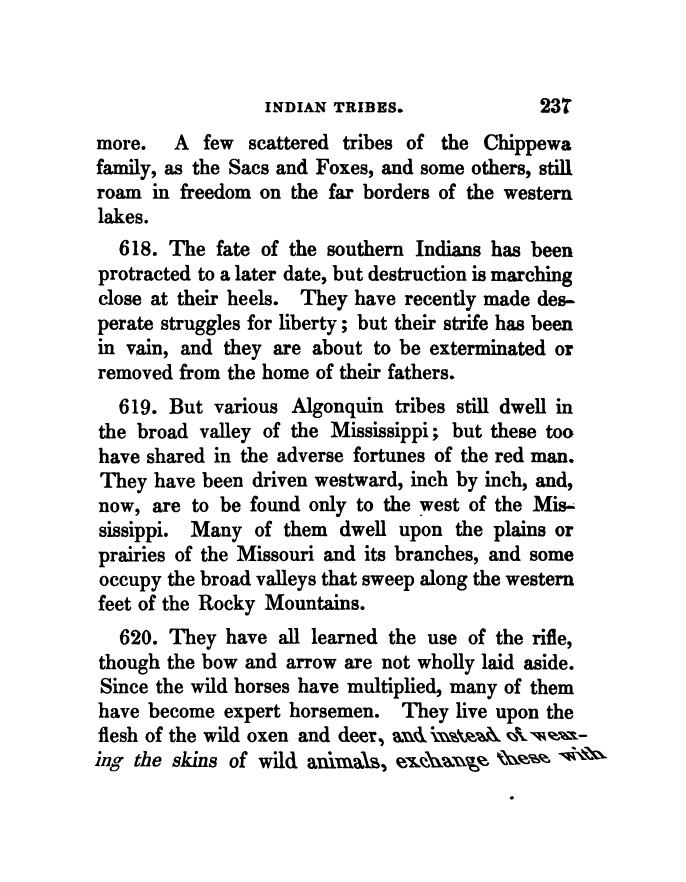 INDIAN TRIBES. 237
more. A few scattered tribes of the Chippewa
family, as the Sacs and Foxes, and some others, still
roam in freedom on the far borders of the western
lakes.
618. The fate of the southern Indians has been
protracted to a later date, but destruction is marching
close at their heels. They have recently made des-
perate struggles for liberty; but their strife has been
in vain, and they are about to be exterminated or
removed from the home of their fathers.
619. But various Algonquin tribes still dwell in
the broad valley of the Mississippi; but these too
have shared in the adverse fortunes of the red man.
They have been driven westward, inch by inch, and,
now, are to be found only to the west of the Mis-
sissippi. Many of them dwell upon the plains or
prairies of the Missouri and its branches, and some
occupy the broad valleys that sweep along the western
feet of the Rocky Mountains.
620. They have all learned the use of the rifle,
though the bow and arrow are not wholly laid aside.
Since the wild horses have multiplied, many of them
have become expert horsemen. They live upon the
flesh of the wild oxen and deer, and instead of wear-
ing the skins of wild animals, exchange these with